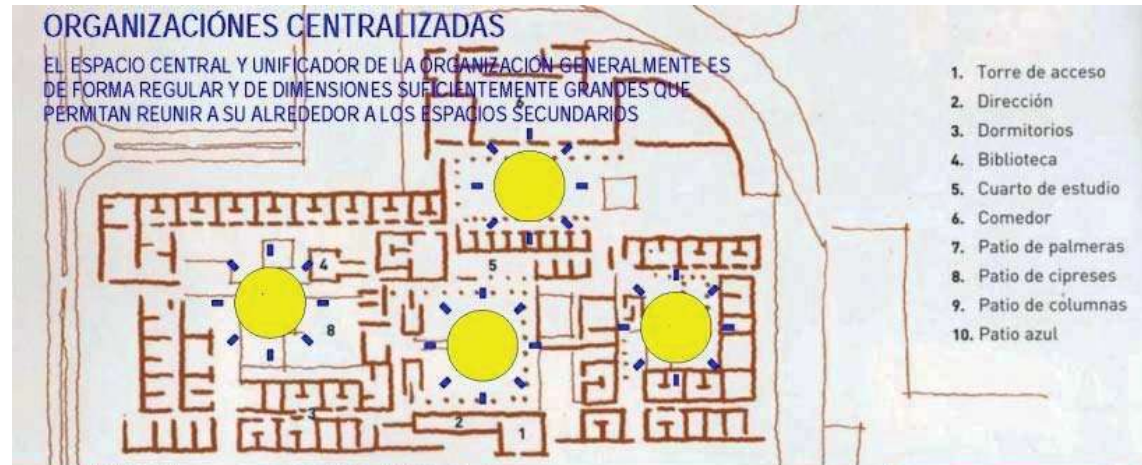 ORGANIZACIÓNES CENTRALIZADAS
EL ESPACIO CENTRAL Y UNIFICADOR DE LA ORGANIZACIÓN GENERALMENTE ES
DE FORMA REGULAR Y DE DIMENSIONES SUFICIENTEMENTE GRANDES QUE
PERMITAN REUNIR A SU ALREDEDOR A LOS ESPACIOS SECUNDARIOS
1. Torre de acceso
2. Dirección
3. Dormitorios
4. Biblioteca
5. Cuarto de estudio
6. Comedor
7. Patio de palmeras
8. Patio de cipreses
9. Patio de columnas
10. Patio azul
6
4
5
8
3
2
1